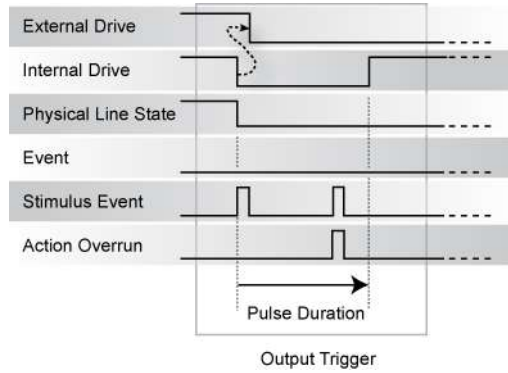 External Drive
Internal Drive
Physical Line State
Event
Stimulus Event
Action Overrun
Pulse Duration
Output Trigger